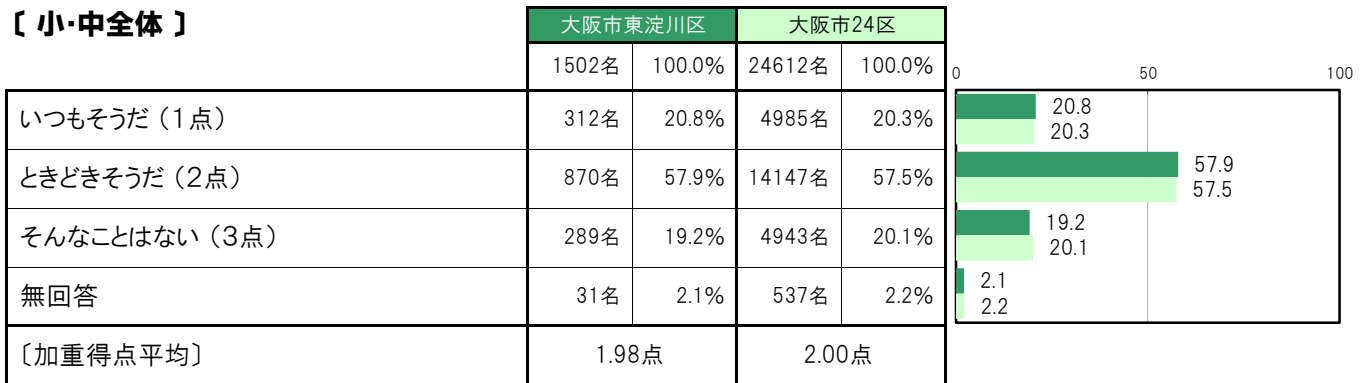 〔 小・中全体 〕
大阪市東淀川区 大阪市24区
1502名 100.0% 24612名 100.0%
0 50 100
いつもそうだ（1点） 312名 20.8% 4985名 20.3%
20.8
20.3
ときどきそうだ（2点） 870名 57.9% 14147名 57.5%
57.9
57.5
そんなことはない（3点） 289名 19.2% 4943名 20.1%
19.2
20.1
無回答 31名 2.1% 537名 2.2%
2.1
2.2
〔加重得点平均〕 1.98点 2.00点